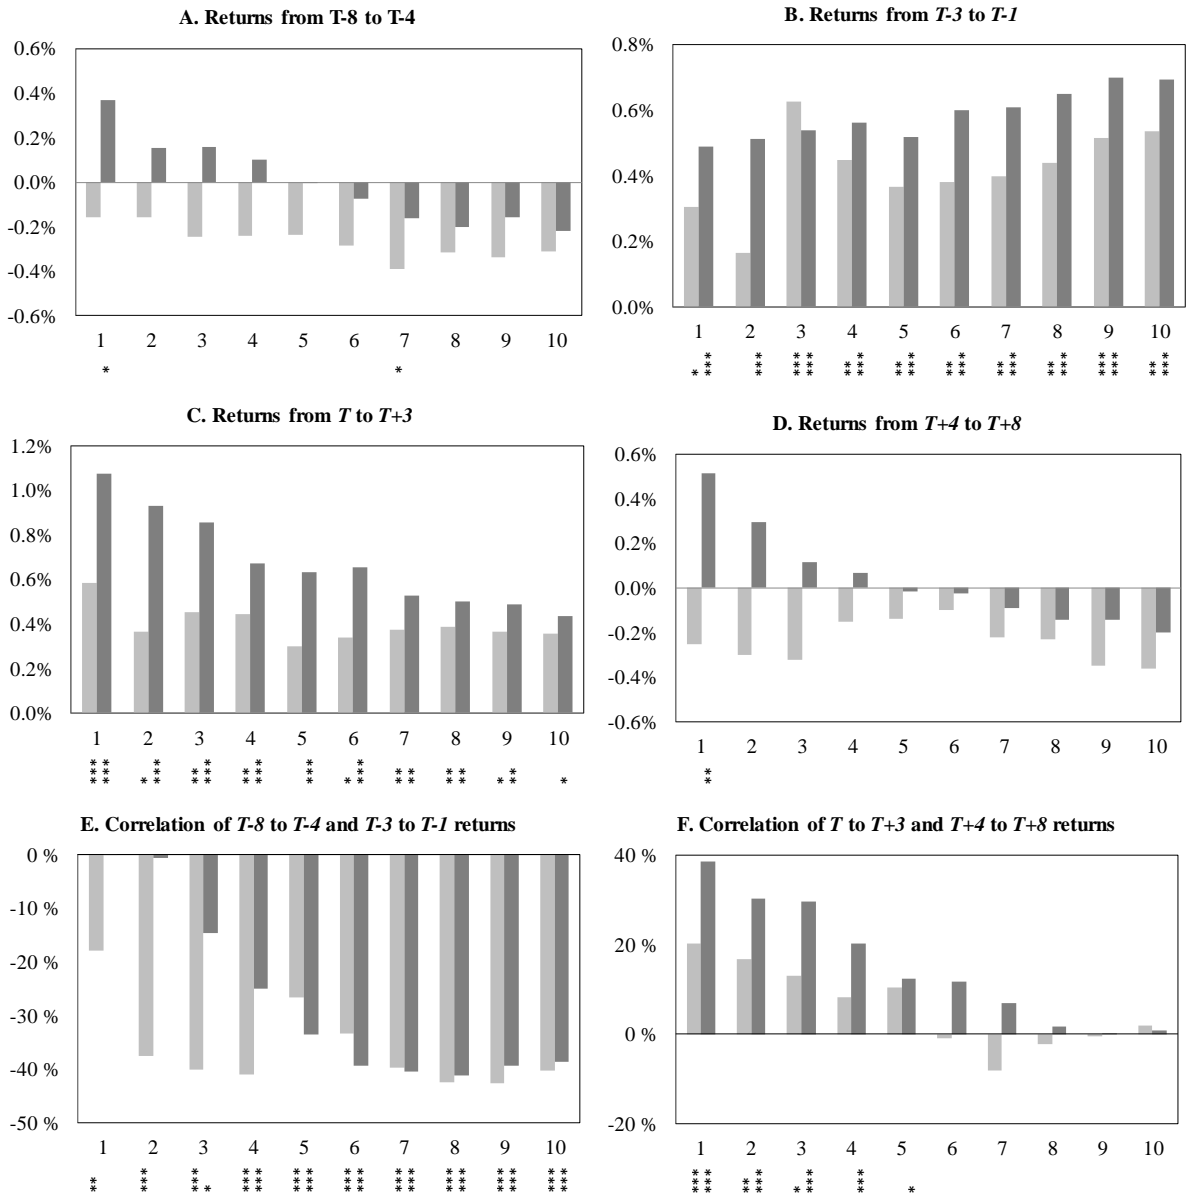 A. Returns from T-8 to T-4
0.6%
0.4%
0.2%
0.0%
-0.2%
-0.4%
-0.6%
1 2 3 4 5 6 7 8 9 10
* *
B. Returns from T-3 to T-1
0.8%
0.6%
0.4%
0.2%
0.0%
1 2 3 4 5 6 7 8 9 10
* *** *** *** *** ** *** ** *** ** *** ** *** ** *** *** *** ** ***
C. Returns from T to T+3
1.2%
1.0%
0.8%
0.6%
0.4%
0.2%
0.0%
1 2 3 4 5 6 7 8 9 10
*** *** * *** ** *** ** *** *** * *** ** ** ** ** * ** *
D. Returns from T+4 to T+8
0.6%
0.4%
0.2%
0.0%
-0.2%
-0.4%
-0.6%
1 2 3 4 5 6 7 8 9 10
**
E. Correlation of T-8 to T-4 and T-3 to T-1 returns
0 %
-10 %
-20 %
-30 %
-40 %
-50 %
1 2 3 4 5 6 7 8 9 10
** *** *** * *** *** *** *** *** *** *** *** *** *** *** *** *** ***
F. Correlation of T to T+3 and T+4 to T+8 returns
40 %
20 %
0 %
-20 %
1 2 3 4 5 6 7 8 9 10
*** *** ** *** * *** *** *